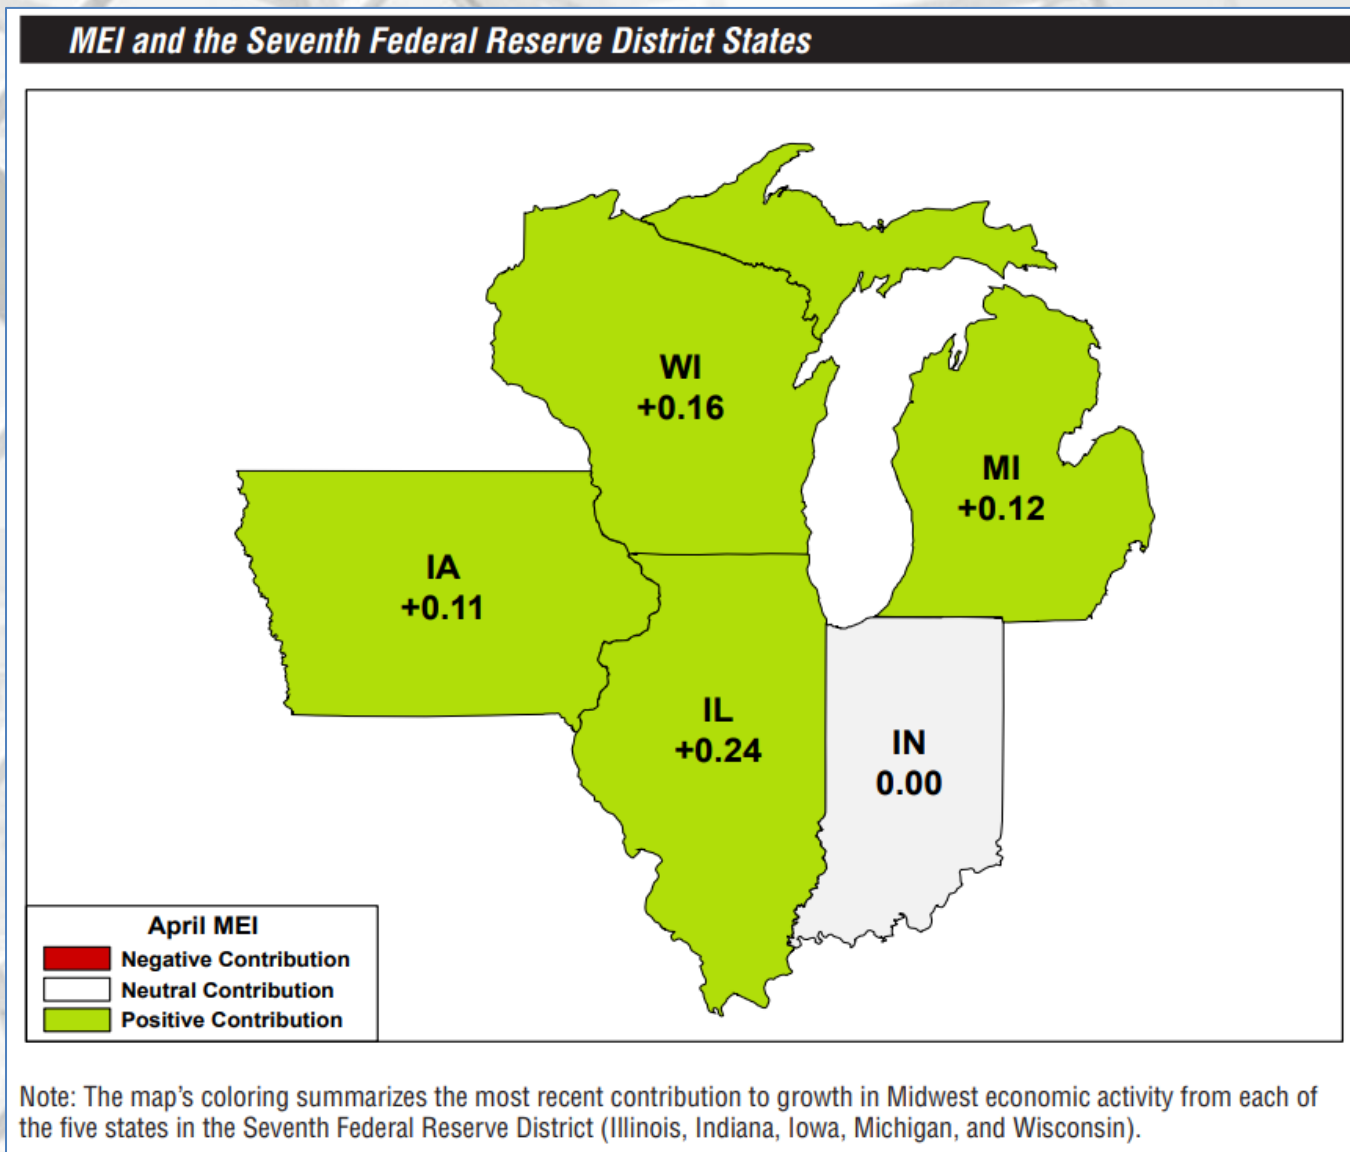 MEI and the Seventh Federal Reserve District States
WI
+0.16
MI
+0.12
IA
+0.11
IL
+0.24
IN
0.00
April MEI
Negative Contribution
Neutral Contribution
Positive Contribution
Note: The map's coloring summarizes the most recent contribution to growth in Midwest economic activity from each of
the five states in the Seventh Federal Reserve District (Illinois, Indiana, Iowa, Michigan, and Wisconsin).